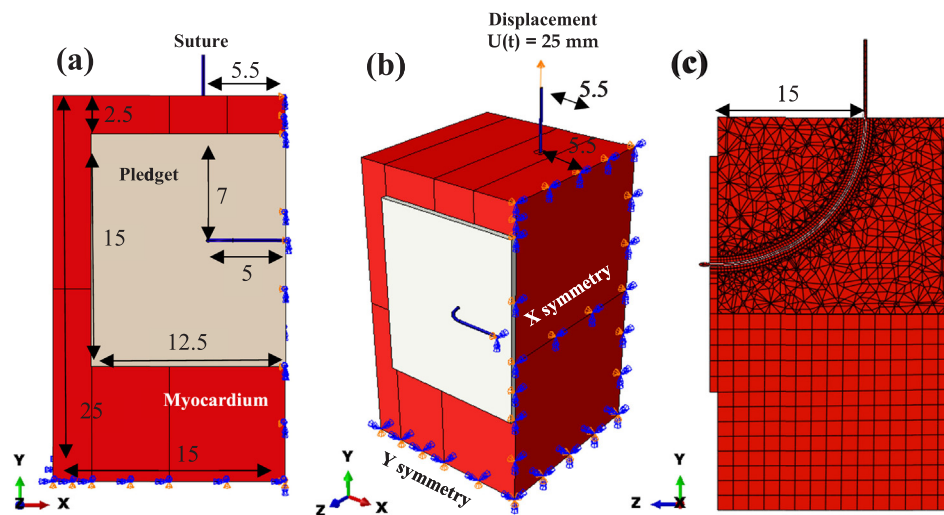 Suture
(a)
5.5
2.5
Pledget
7
15
5
12.5
Myocardium
25
15
Y
Z
X
Displacement
U(t) = 25 mm
(b)
5.5
5.5
X symmetry
Y symmetry
Y
Z
X
(c)
15
Y
Z
X